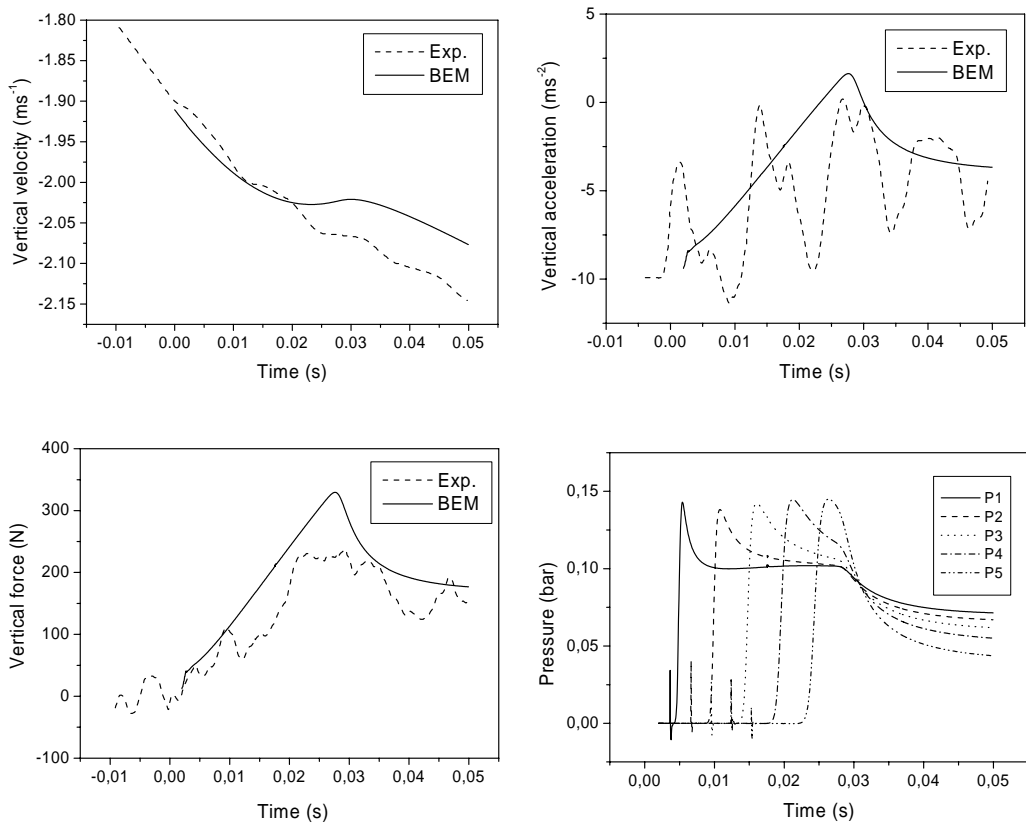 -1.80
-1.85
-1.90
-1.95
-2.00
-2.05
-2.10
-2.15
Vertical velocity (ms⁻¹)
Exp.
BEM
-0.01 0.00 0.01 0.02 0.03 0.04 0.05
Time (s)
5
0
-5
-10
Vertical acceleration (ms⁻²)
Exp.
BEM
-0.01 0.00 0.01 0.02 0.03 0.04 0.05
Time (s)
400
300
200
100
0
-100
Vertical force (N)
Exp.
BEM
-0,01 0,00 0,01 0,02 0,03 0,04 0,05
Time (s)
0,15
0,10
0,05
0,00
Pressure (bar)
P1
P2
P3
P4
P5
0,00 0,01 0,02 0,03 0,04 0,05
Time (s)